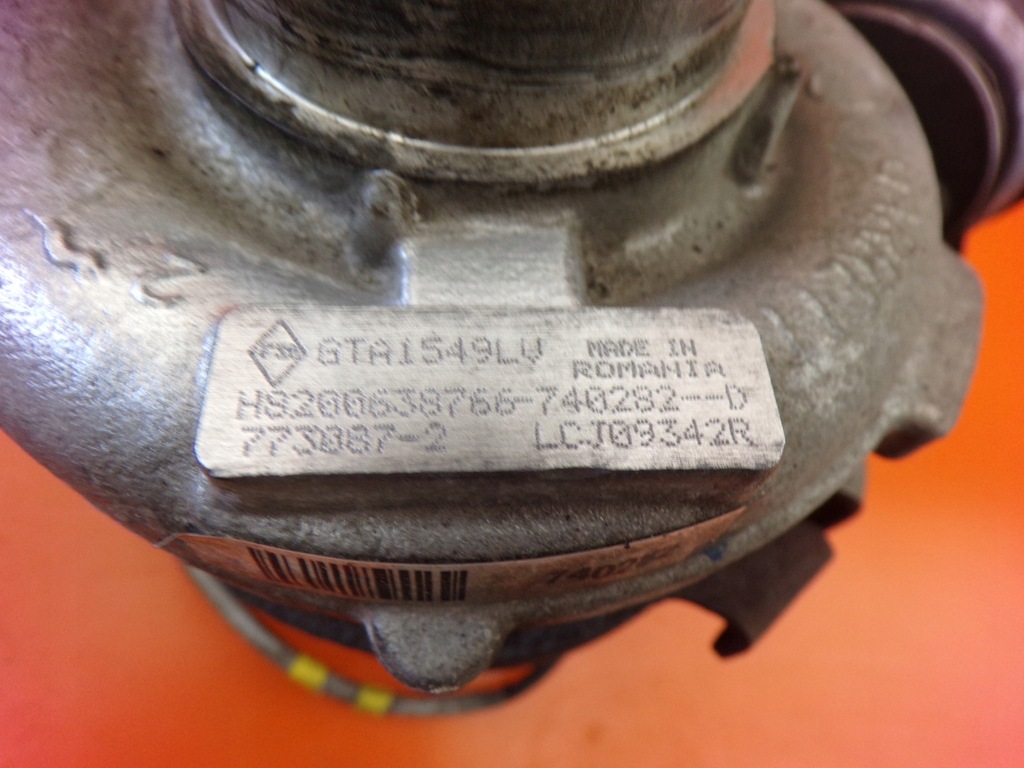 GTA1549LV MADE IN
ROMANIA
H8200638766-740282--D
773087-2 LCJ09342R